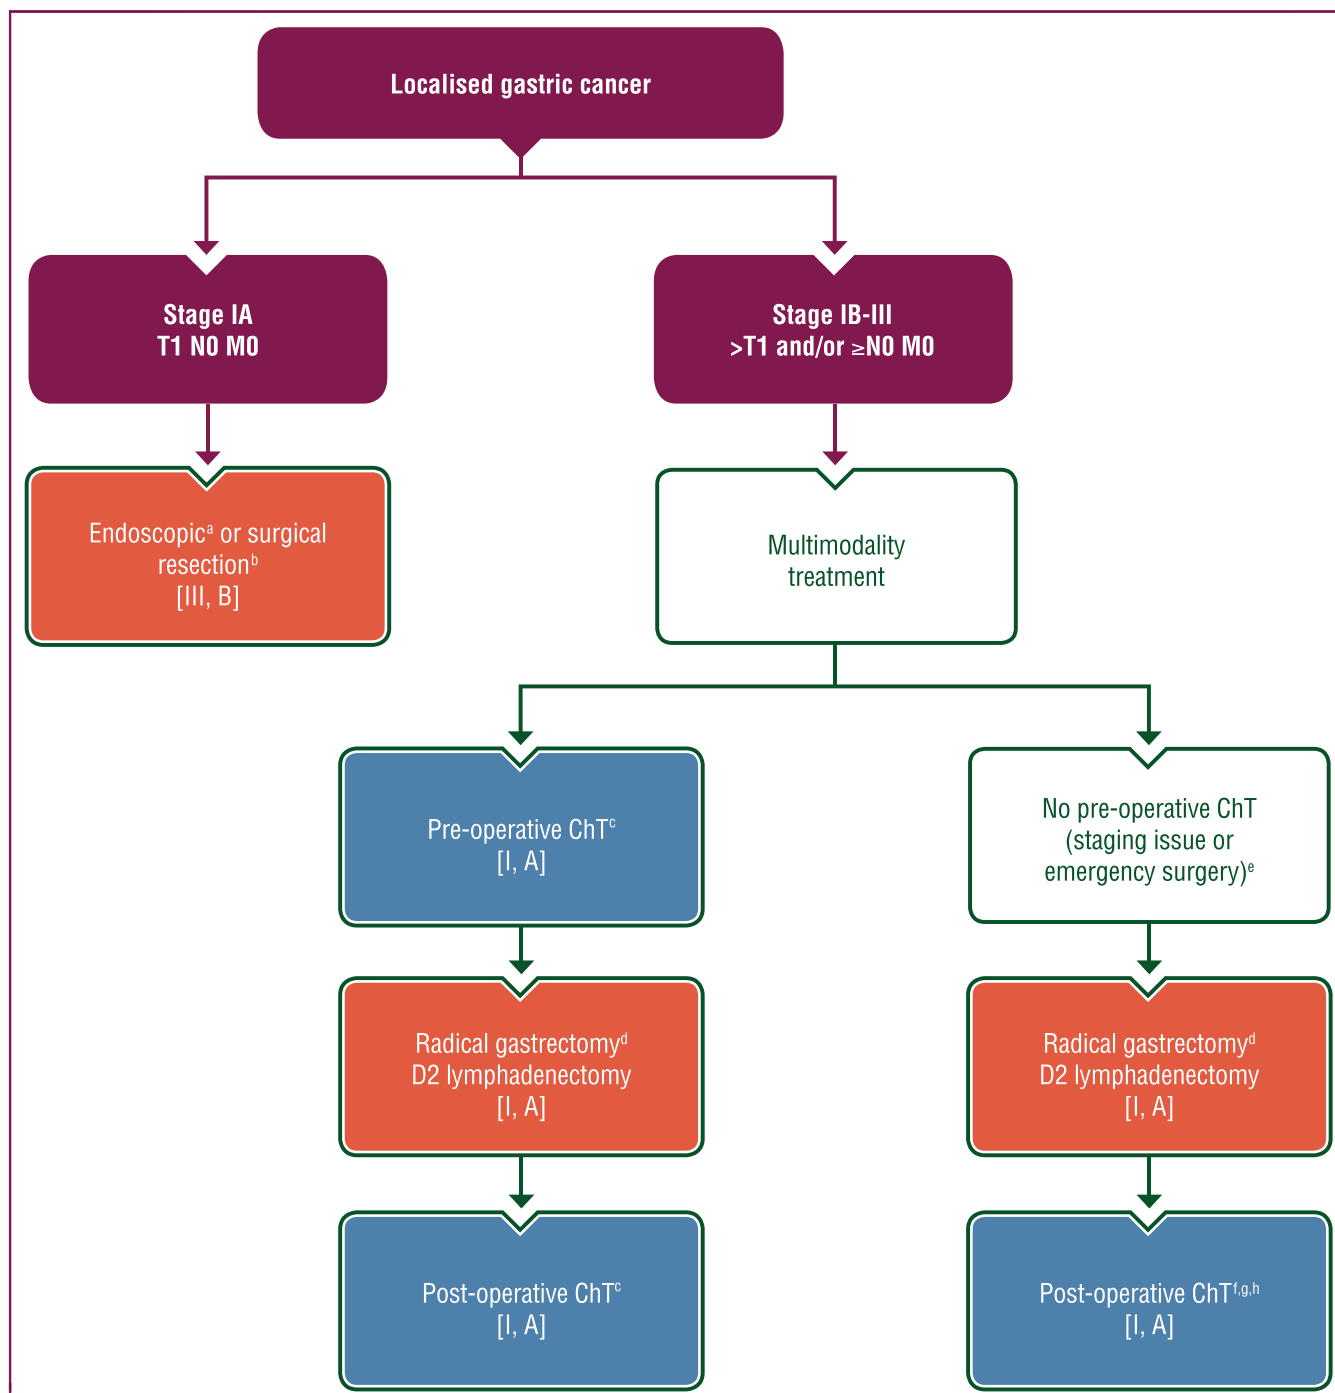 Localised gastric cancer
Stage IA
T1 N0 M0
Stage IB-III
>T1 and/or ≥N0 M0
Endoscopicᵃ or surgical
resectionᵇ
[III, B]
Multimodality
treatment
Pre-operative ChTᶜ
[I, A]
No pre-operative ChT
(staging issue or
emergency surgery)ᵉ
Radical gastrectomyᵈ
D2 lymphadenectomy
[I, A]
Radical gastrectomyᵈ
D2 lymphadenectomy
[I, A]
Post-operative ChTᶜ
[I, A]
Post-operative ChTᶠ,ᵍ,ʰ
[I, A]